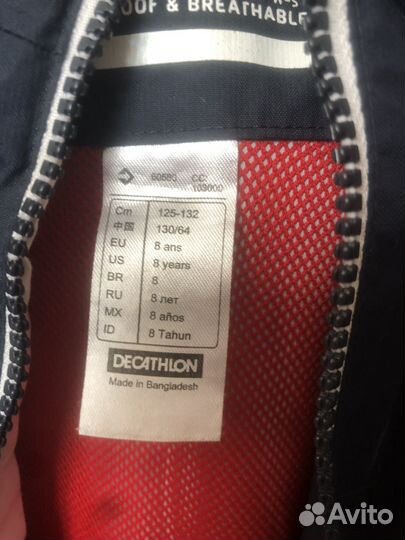 OOF & BREATHABLE
60580 CC:
103000
Cm 125-132
中国 130/64
EU 8 ans
US 8 years
BR 8
RU 8 лет
MX 8 años
ID 8 Tahun
DECATHLON
Made in Bangladesh
Avito